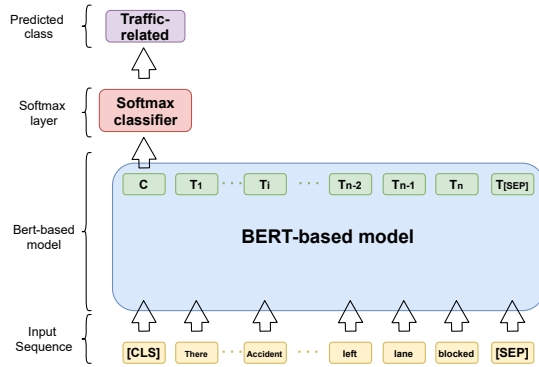 Predicted
class
Traffic-
related
Softmax
layer
Softmax
classifier
Bert-based
model
C T1 · · · Ti · · · Tn-2 Tn-1 Tn T[SEP]
BERT-based model
Input
Sequence
[CLS] There · · · Accident · · · left lane blocked [SEP]